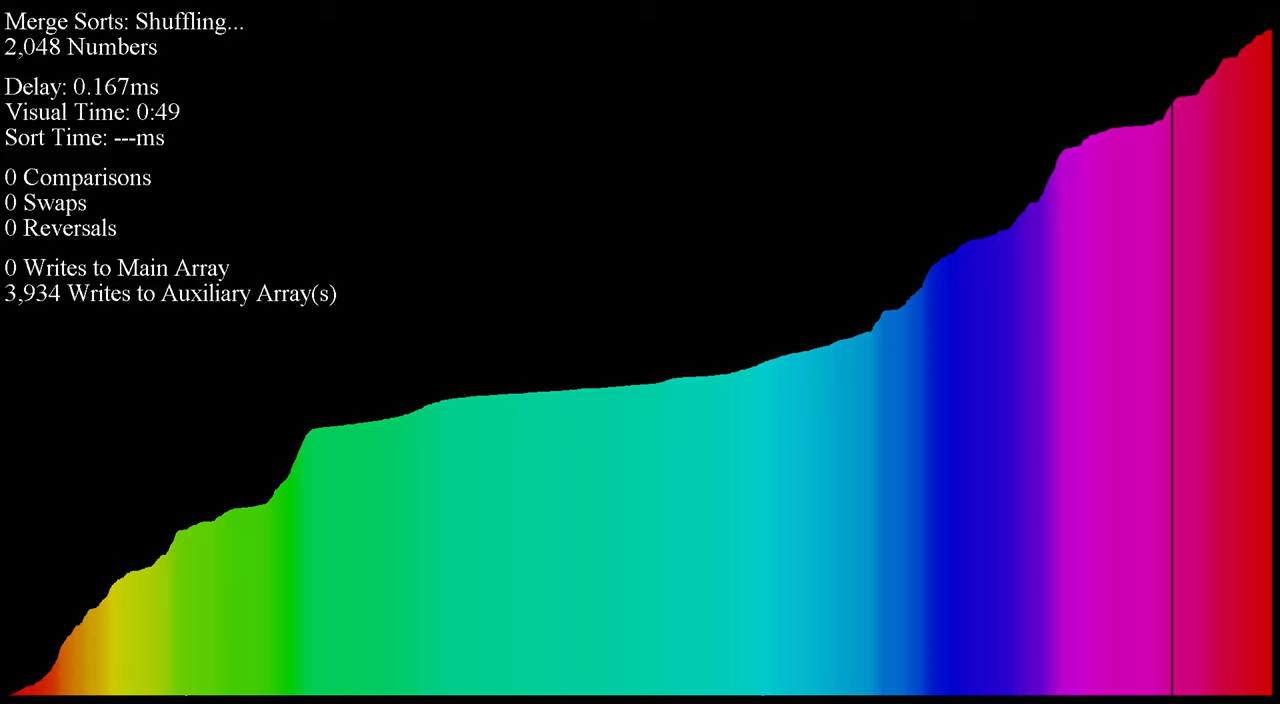 Merge Sorts: Shuffling...
2,048 Numbers
Delay: 0.167ms
Visual Time: 0:49
Sort Time: ---ms
0 Comparisons
0 Swaps
0 Reversals
0 Writes to Main Array
3,934 Writes to Auxiliary Array(s)